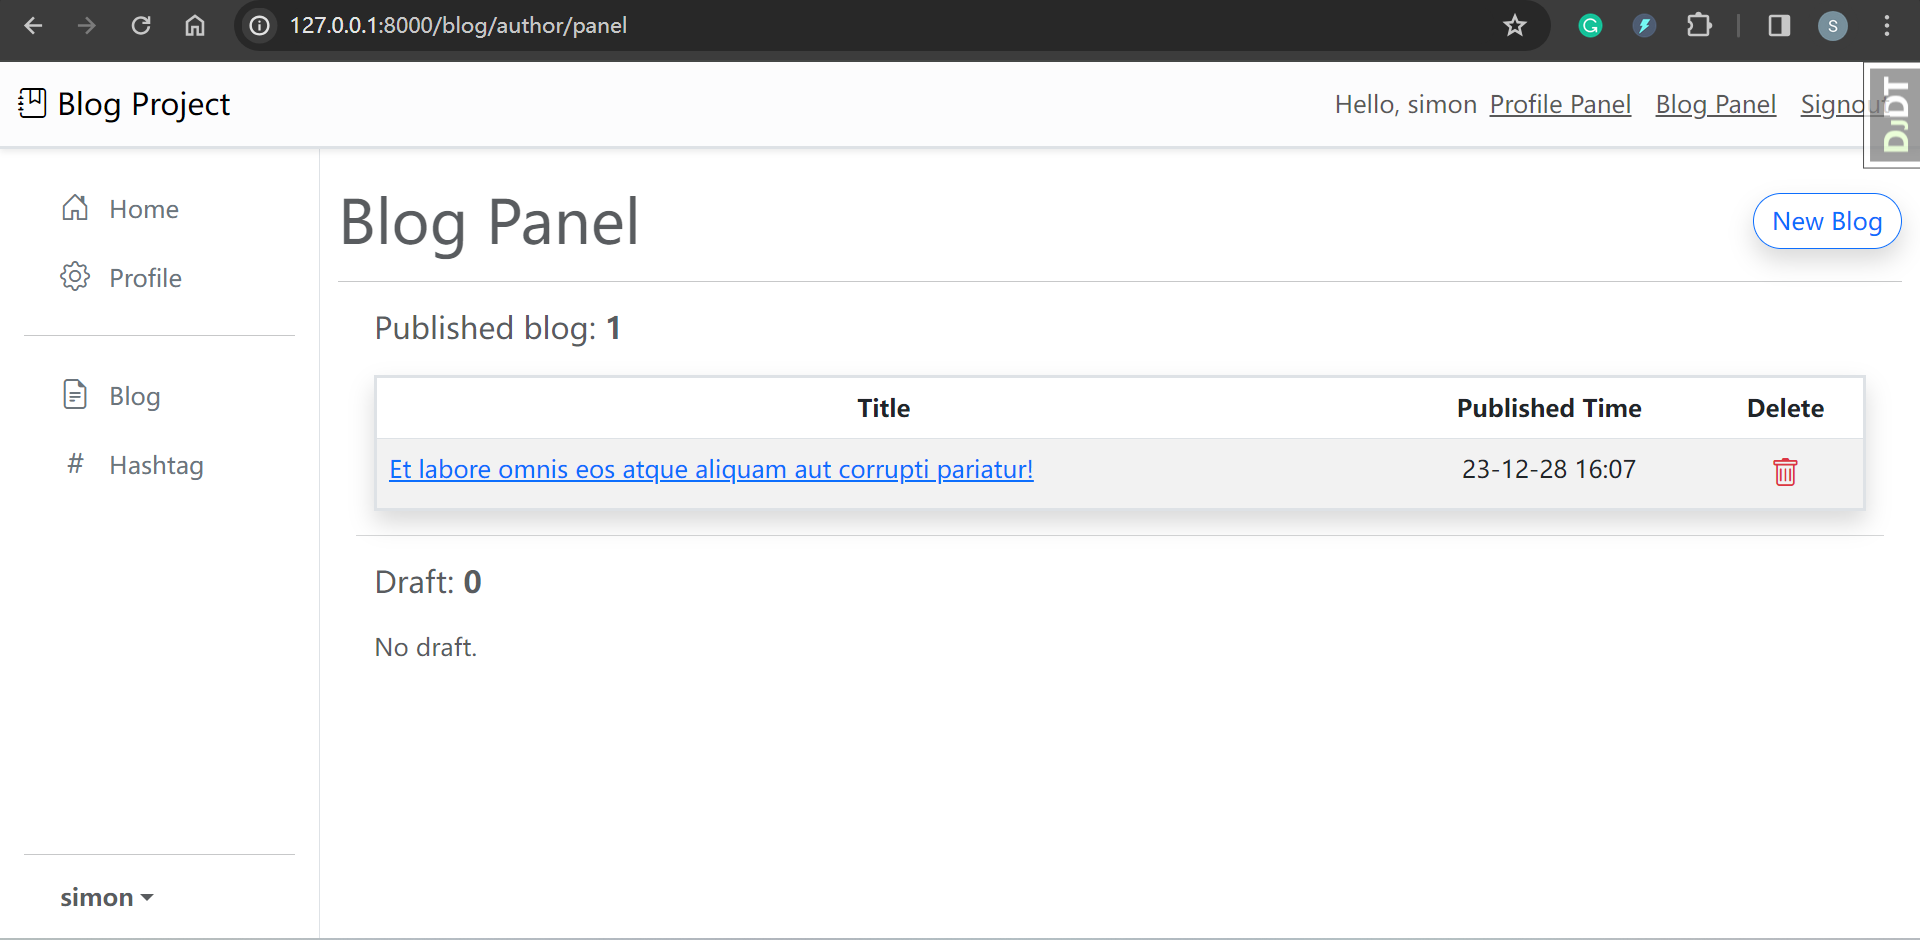 127.0.0.1:8000/blog/author/panel
S
Blog Project
Hello, simon Profile Panel Blog Panel Signout
DJDT
Home
Profile
Blog
# Hashtag
simon
Blog Panel
New Blog
Published blog: 1
Title Published Time Delete
Et labore omnis eos atque aliquam aut corrupti pariatur! 23-12-28 16:07
Draft: 0
No draft.